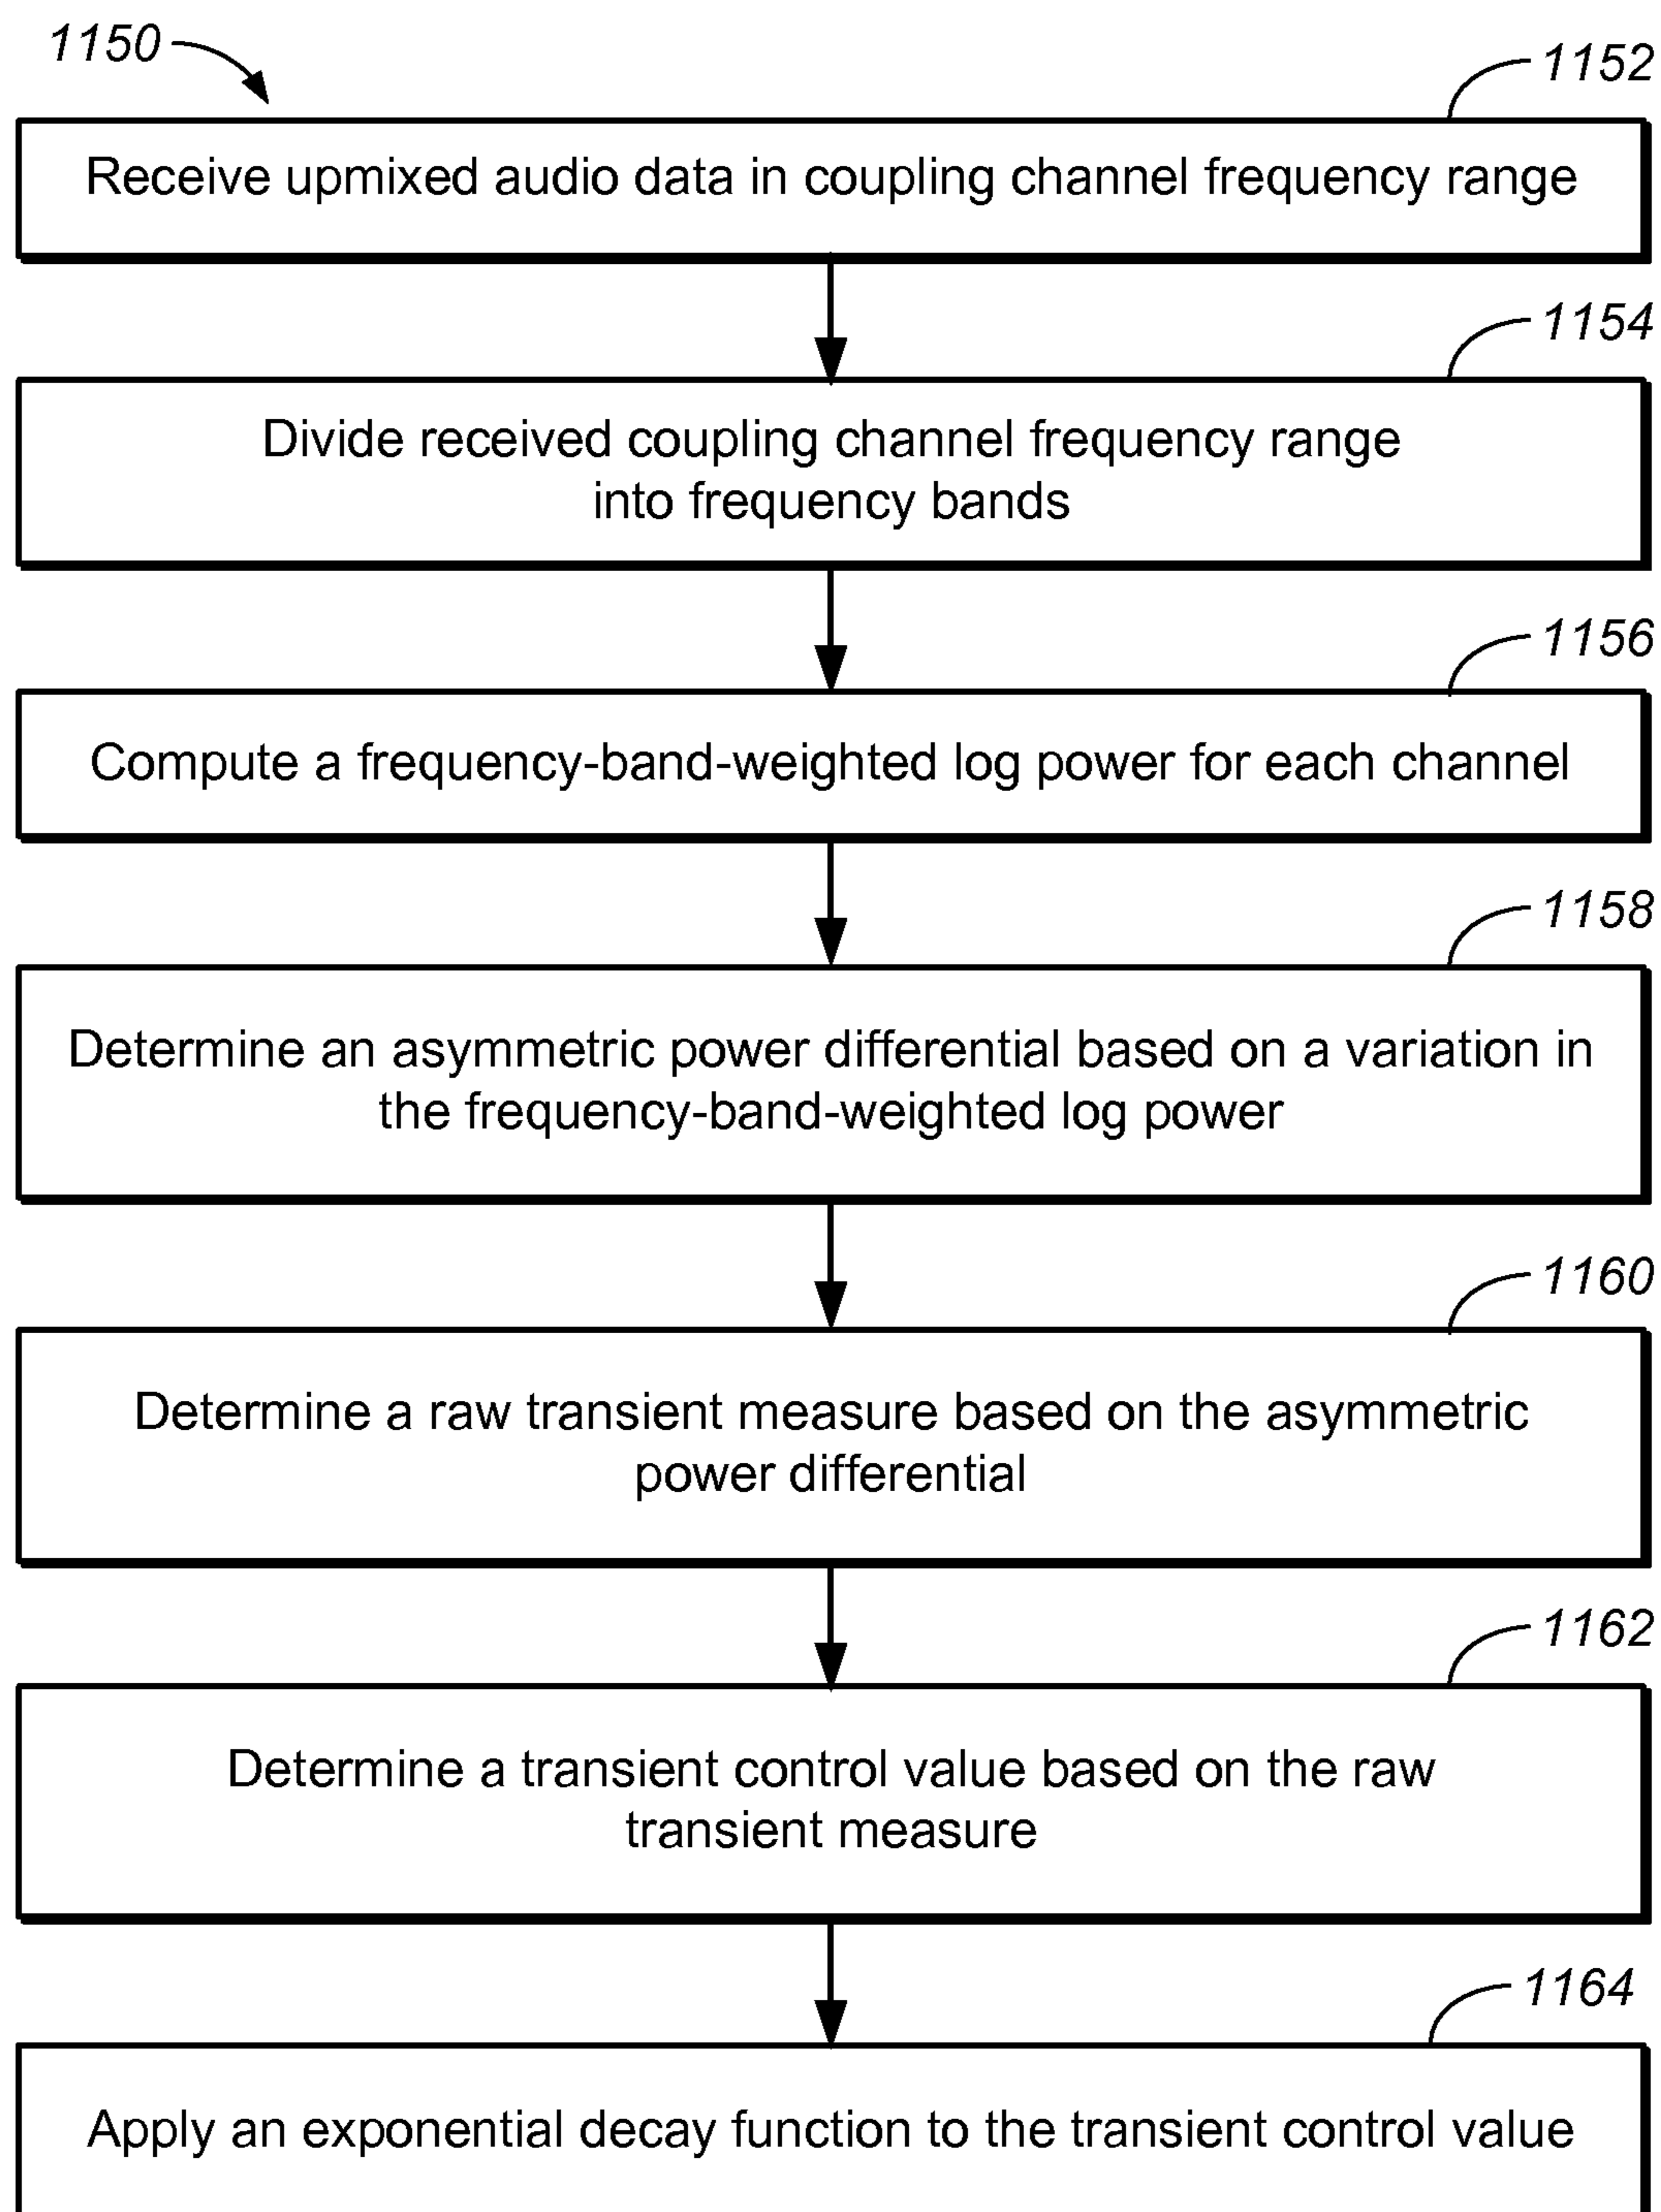 1150
1152
Receive upmixed audio data in coupling channel frequency range
1154
Divide received coupling channel frequency range
into frequency bands
1156
Compute a frequency-band-weighted log power for each channel
1158
Determine an asymmetric power differential based on a variation in
the frequency-band-weighted log power
1160
Determine a raw transient measure based on the asymmetric
power differential
1162
Determine a transient control value based on the raw
transient measure
1164
Apply an exponential decay function to the transient control value